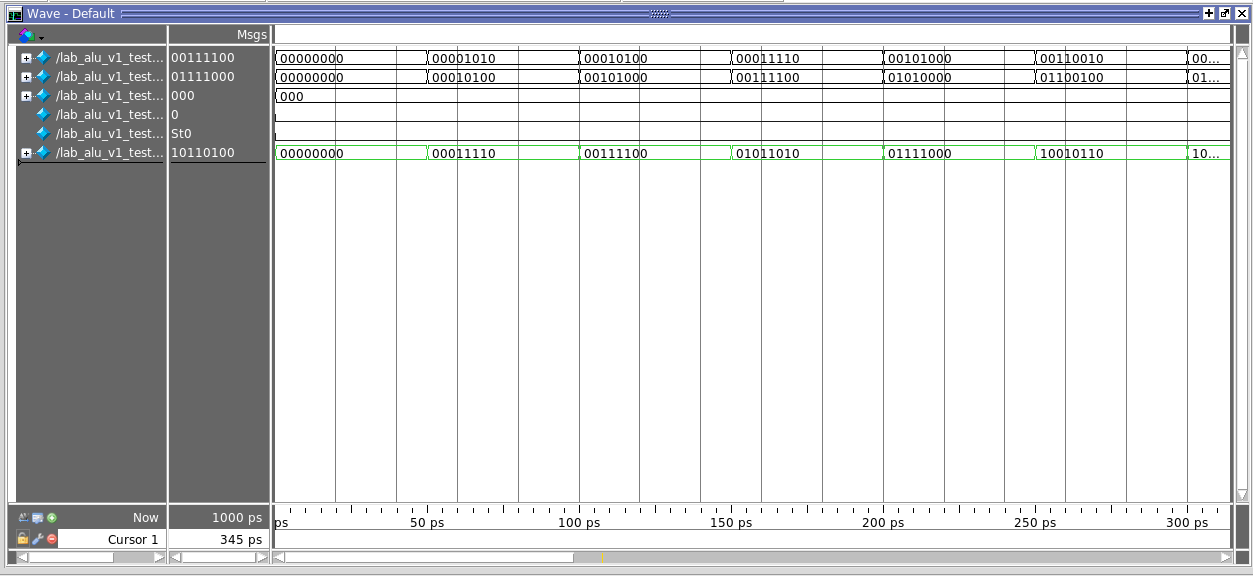 Wave - Default
Msgs
/lab_alu_v1_test... 00111100 00000000 00001010 00010100 00011110 00101000 00110010 00...
/lab_alu_v1_test... 01111000 00000000 00010100 00101000 00111100 01010000 01100100 01...
/lab_alu_v1_test... 000 000
/lab_alu_v1_test... 0
/lab_alu_v1_test... St0
/lab_alu_v1_test... 10110100 00000000 00011110 00111100 01011010 01111000 10010110 10...
Now 1000 ps ps 50 ps 100 ps 150 ps 200 ps 250 ps 300 ps
Cursor 1 345 ps